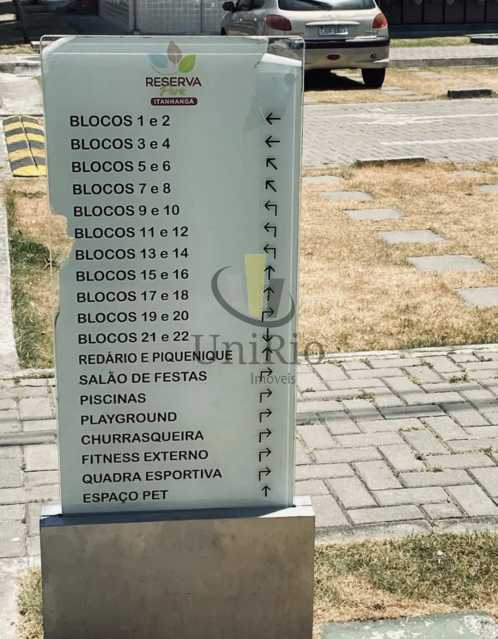 RESERVA
Parque
ITANHANGÁ
BLOCOS 1 e 2 ←
BLOCOS 3 e 4 ←
BLOCOS 5 e 6 ↖
BLOCOS 7 e 8 ↖
BLOCOS 9 e 10 ↰
BLOCOS 11 e 12 ↰
BLOCOS 13 e 14 ↰
BLOCOS 15 e 16 ↑
BLOCOS 17 e 18 ↑
BLOCOS 19 e 20 ↱
BLOCOS 21 e 22 ↓
UniRio
Imóveis
REDÁRIO E PIQUENIQUE
SALÃO DE FESTAS ↱
PISCINAS ↱
PLAYGROUND ↱
CHURRASQUEIRA ↱
FITNESS EXTERNO ↱
QUADRA ESPORTIVA ↱
ESPAÇO PET ↑